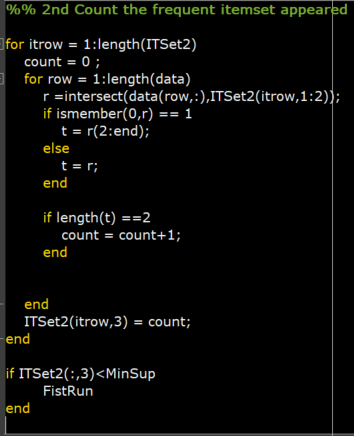 %% 2nd Count the frequent itemset appeared
for itrow = 1:length(ITSet2)
count = 0 ;
for row = 1:length(data)
r =intersect(data(row,:),ITSet2(itrow,1:2));
if ismember(0,r) == 1
t = r(2:end);
else
t = r;
end
if length(t) ==2
count = count+1;
end
end
ITSet2(itrow,3) = count;
end
if ITSet2(:,3)<MinSup
FistRun
end